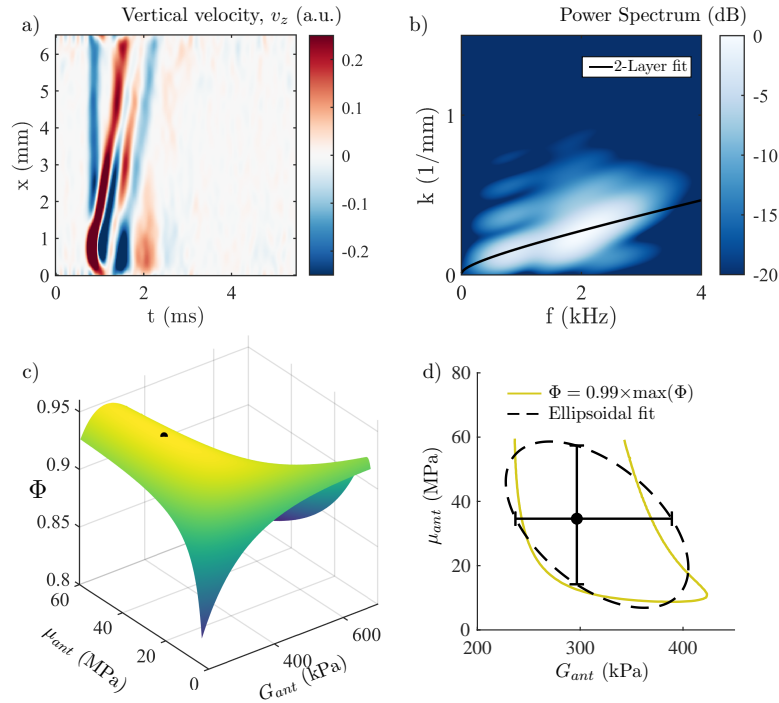 a)
Vertical velocity, v_z (a.u.)
6
5
4
3
2
1
0
x (mm)
0
2
4
t (ms)
0.2
0.1
0
-0.1
-0.2
b)
Power Spectrum (dB)
2-Layer fit
1
0
k (1/mm)
0
2
4
f (kHz)
0
-5
-10
-15
-20
c)
0.95
0.9
0.85
0.8
Φ
60
40
20
0
μ_ant (MPa)
400
600
G_ant (kPa)
d)
Φ = 0.99×max(Φ)
Ellipsoidal fit
80
60
40
20
0
μ_ant (MPa)
200
300
400
G_ant (kPa)